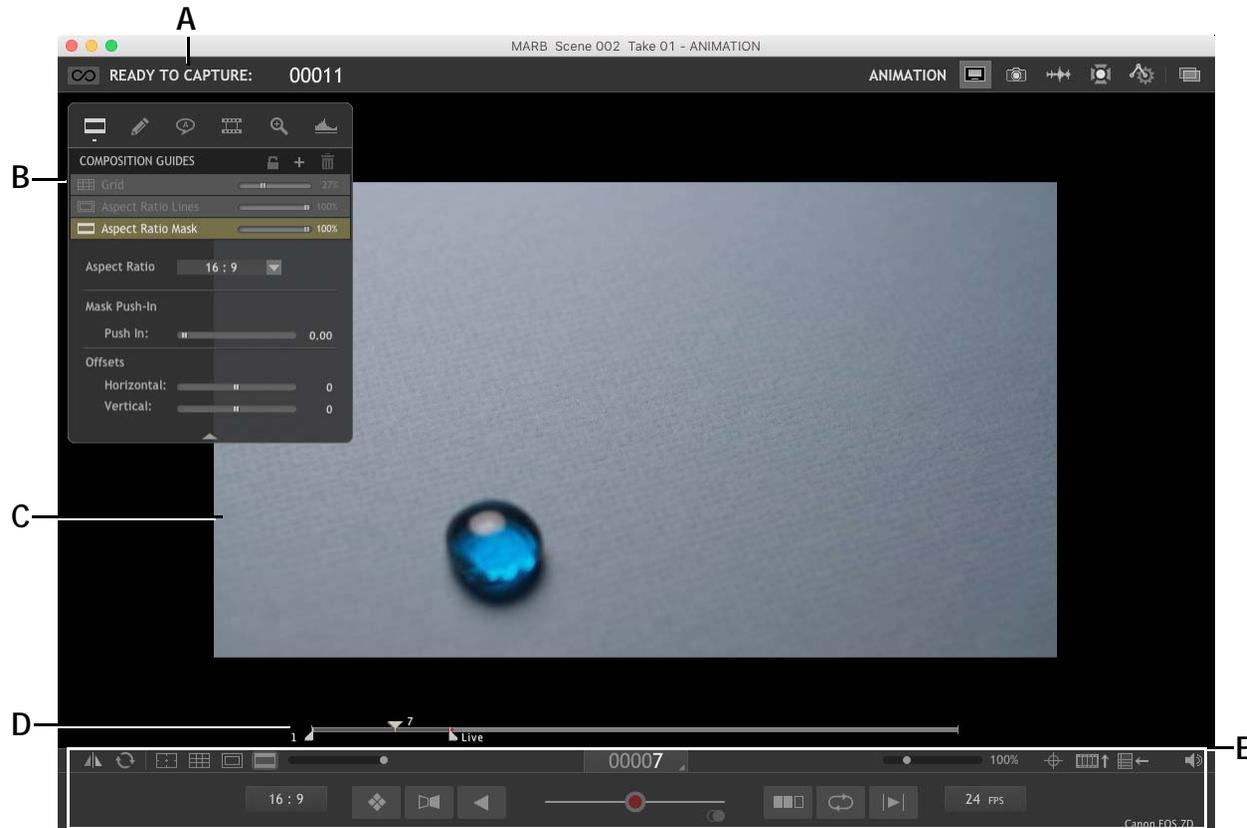 A
MARB Scene 002 Take 01 - ANIMATION
READY TO CAPTURE: 00011
ANIMATION
B
COMPOSITION GUIDES
Grid 27%
Aspect Ratio Lines 100%
Aspect Ratio Mask 100%
Aspect Ratio 16 : 9
Mask Push-In
Push In: 0.00
Offsets
Horizontal: 0
Vertical: 0
C
D
7
1 Live
E
00007 100%
16 : 9 24 FPS
Canon EOS 7D